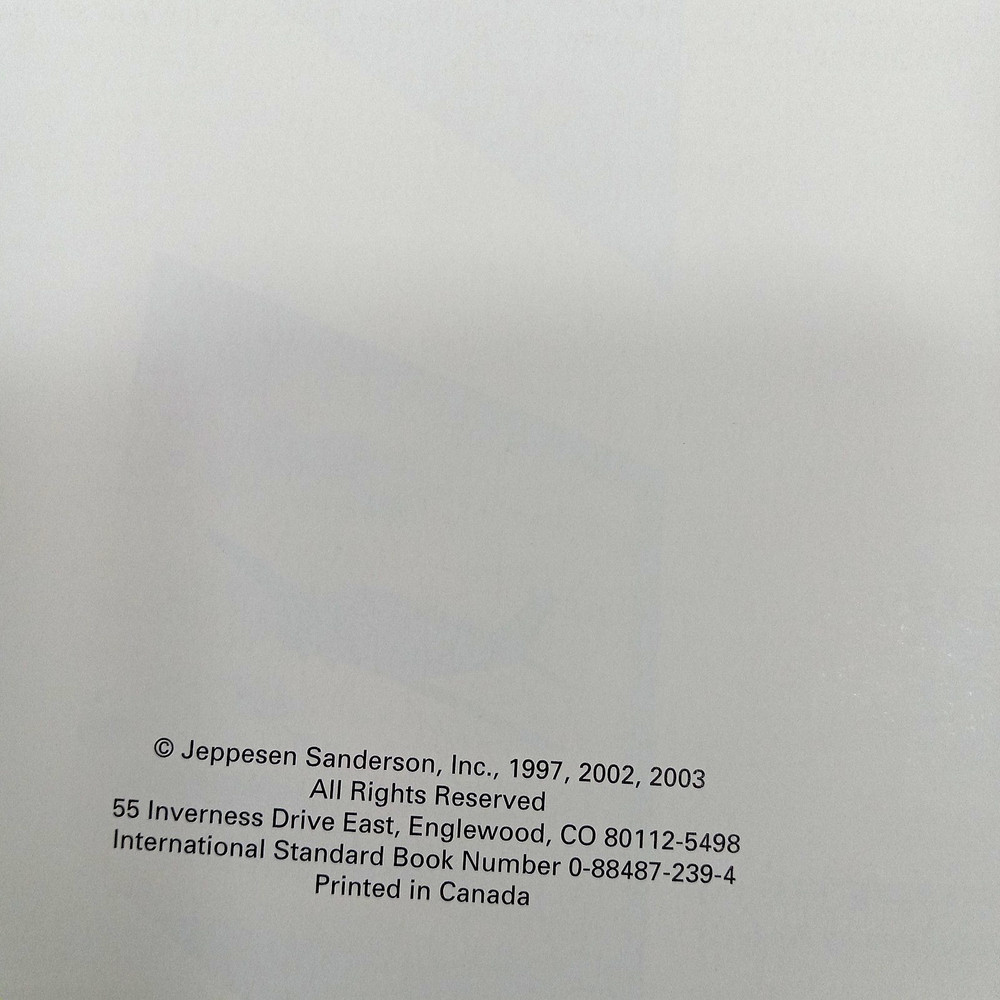 © Jeppesen Sanderson, Inc., 1997, 2002, 2003
All Rights Reserved
55 Inverness Drive East, Englewood, CO 80112-5498
International Standard Book Number 0-88487-239-4
Printed in Canada